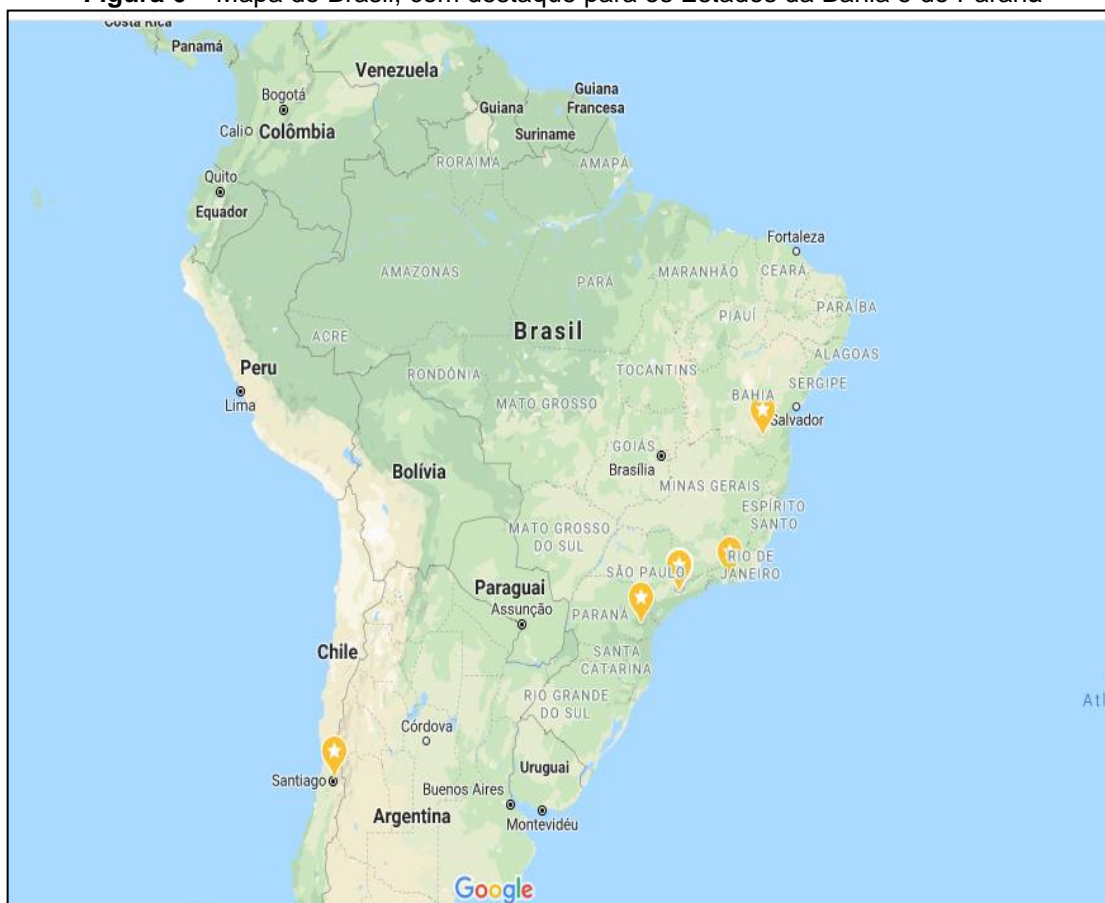 Mapa do Brasil, com destaque para os Estados da Bahia e do Paraná
Costa Rica
Panamá
Venezuela
Bogotá
Guiana
Guiana
Francesa
Cali
Colômbia
Suriname
RORAIMA
AMAPÁ
Quito
Equador
Fortaleza
AMAZONAS
PARÁ
MARANHÃO
CEARÁ
PARAÍBA
PIAUÍ
ACRE
Brasil
ALAGOAS
Peru
RONDÔNIA
TOCANTINS
SERGIPE
Lima
MATO GROSSO
BAHIA
Salvador
GOIÁS
Brasília
Bolívia
MINAS GERAIS
ESPÍRITO
SANTO
MATO GROSSO
DO SUL
RIO DE
JANEIRO
SÃO PAULO
Paraguai
Assunção
PARANÁ
Chile
SANTA
CATARINA
RIO GRANDE
DO SUL
Atl
Córdova
Santiago
Uruguai
Buenos Aires
Argentina
Montevidéu
Google